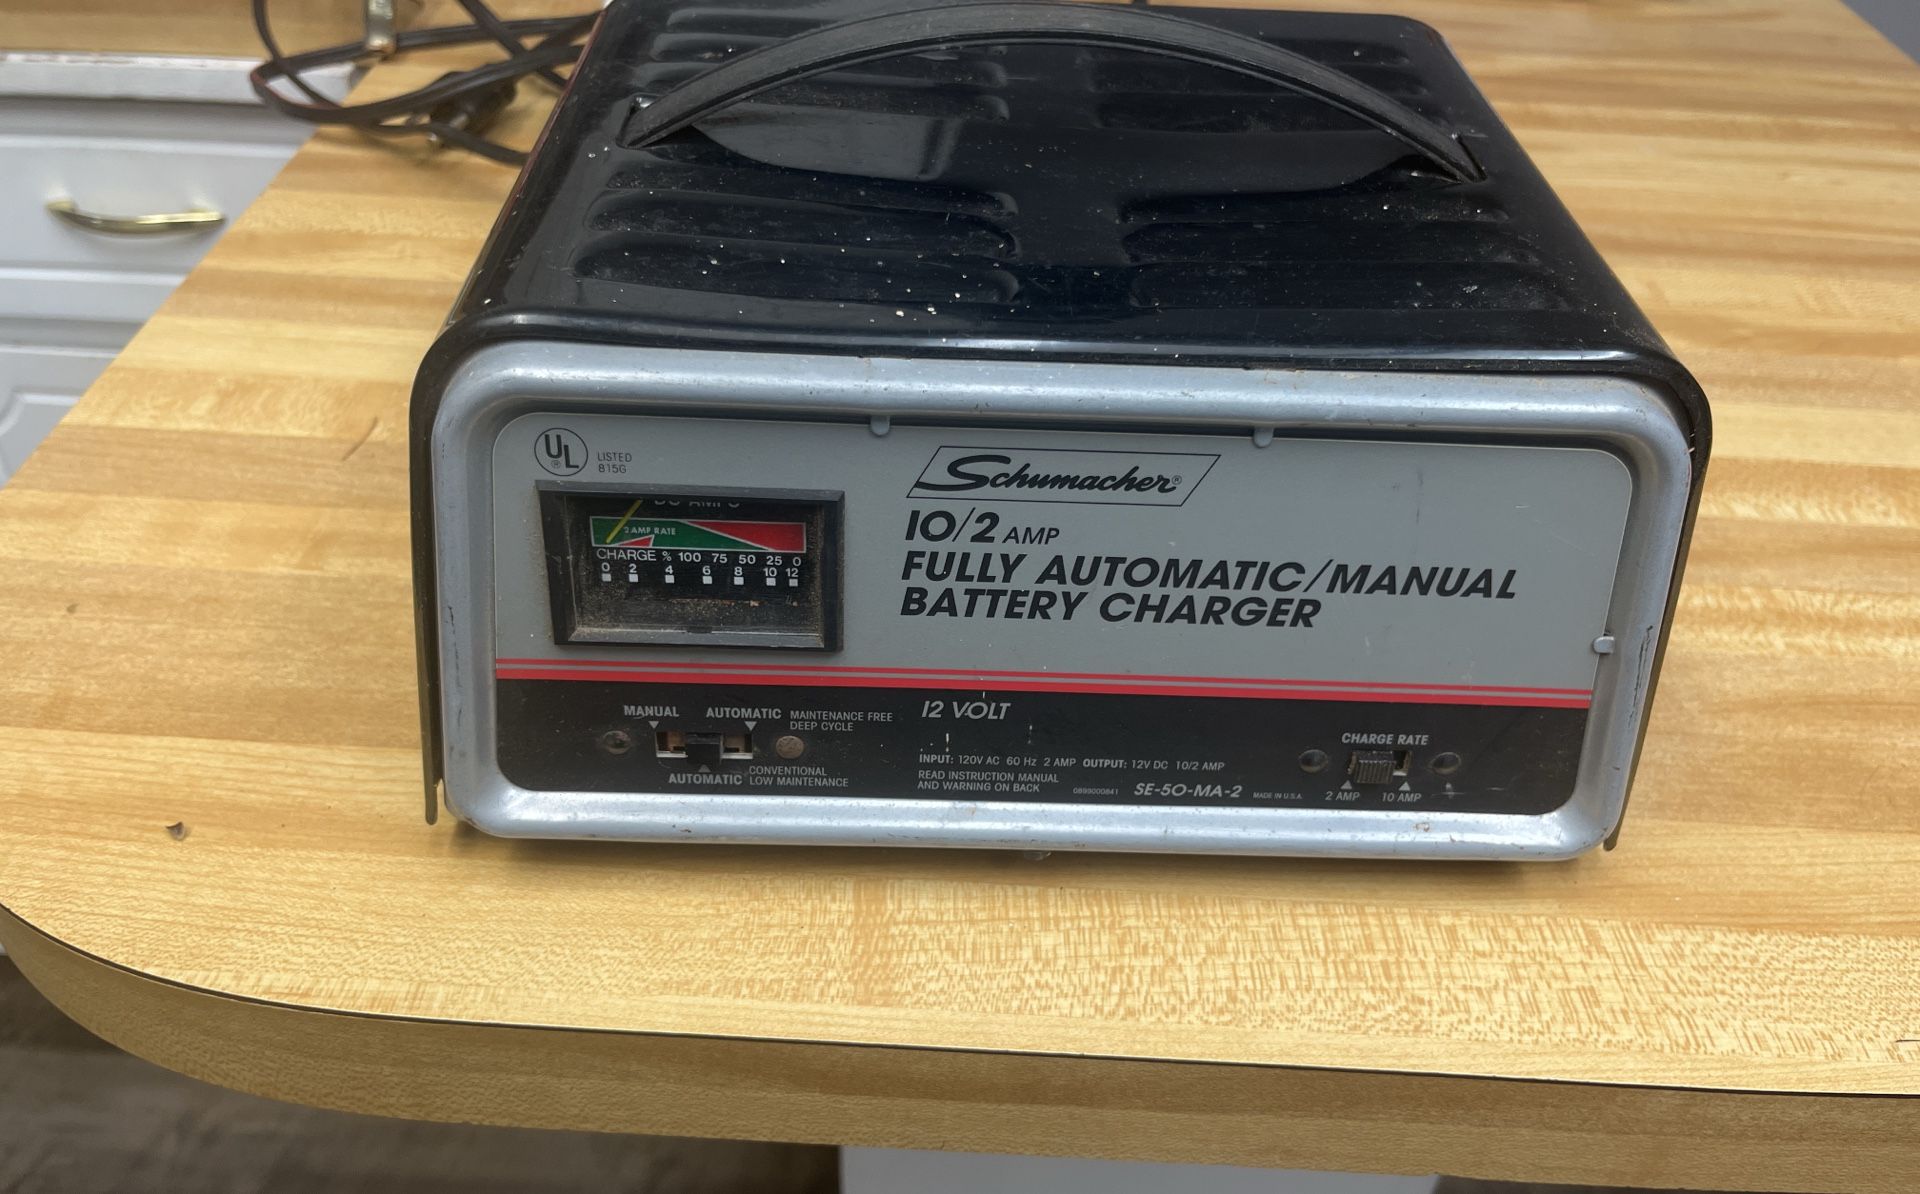 UL
®
LISTED
815G
Schumacher®
10/2 AMP
FULLY AUTOMATIC/MANUAL
BATTERY CHARGER
DC AMPS
2 AMP RATE
CHARGE % 100 75 50 25 0
0 2 4 6 8 10 12
MANUAL
AUTOMATIC
MAINTENANCE FREE
DEEP CYCLE
AUTOMATIC
CONVENTIONAL
LOW MAINTENANCE
12 VOLT
INPUT: 120V AC 60 Hz 2 AMP OUTPUT: 12V DC 10/2 AMP
READ INSTRUCTION MANUAL
AND WARNING ON BACK
0899000841
SE-50-MA-2
MADE IN U.S.A.
CHARGE RATE
2 AMP
10 AMP